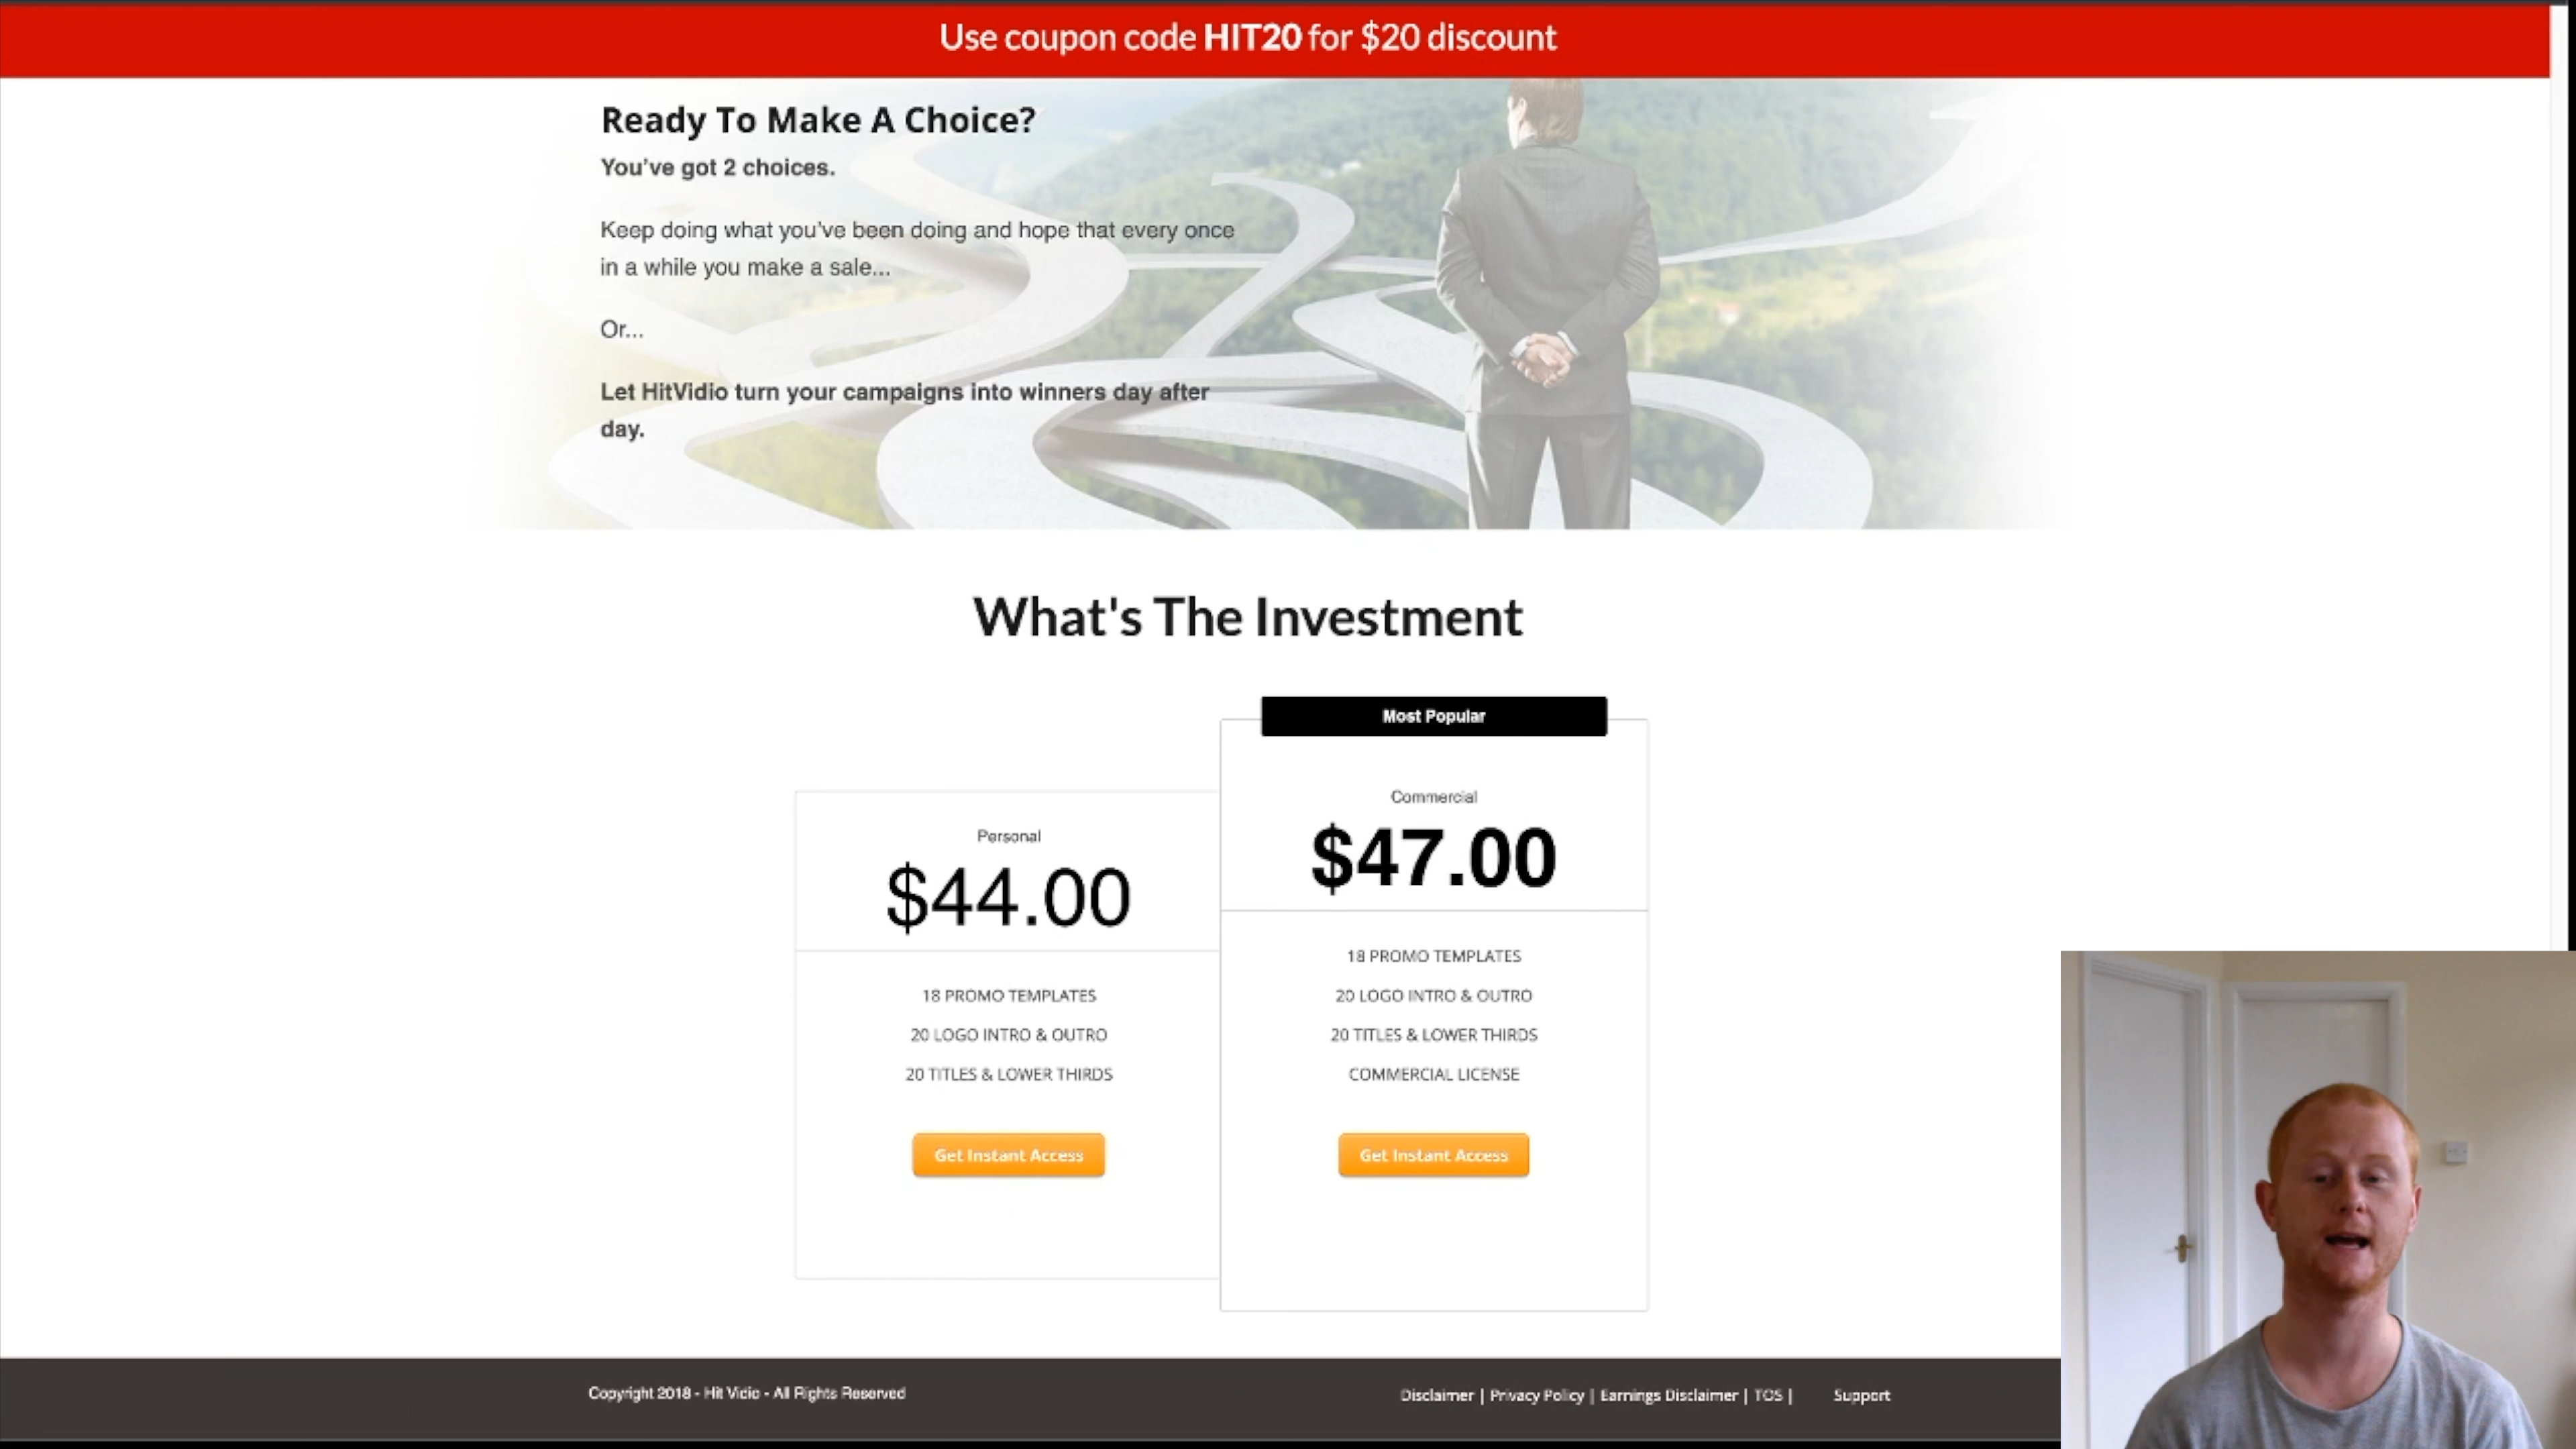 Use coupon code HIT20 for $20 discount
Ready To Make A Choice?
You've got 2 choices.
Keep doing what you've been doing and hope that every once
in a while you make a sale...
Or...
Let HitVidio turn your campaigns into winners day after
day.
What's The Investment
Personal
$44.00
18 PROMO TEMPLATES
20 LOGO INTRO & OUTRO
20 TITLES & LOWER THIRDS
Get Instant Access
Most Popular
Commercial
$47.00
18 PROMO TEMPLATES
20 LOGO INTRO & OUTRO
20 TITLES & LOWER THIRDS
COMMERCIAL LICENSE
Get Instant Access
Copyright 2018 - Hit Vidio - All Rights Reserved
Disclaimer | Privacy Policy | Earnings Disclaimer | TOS | Support